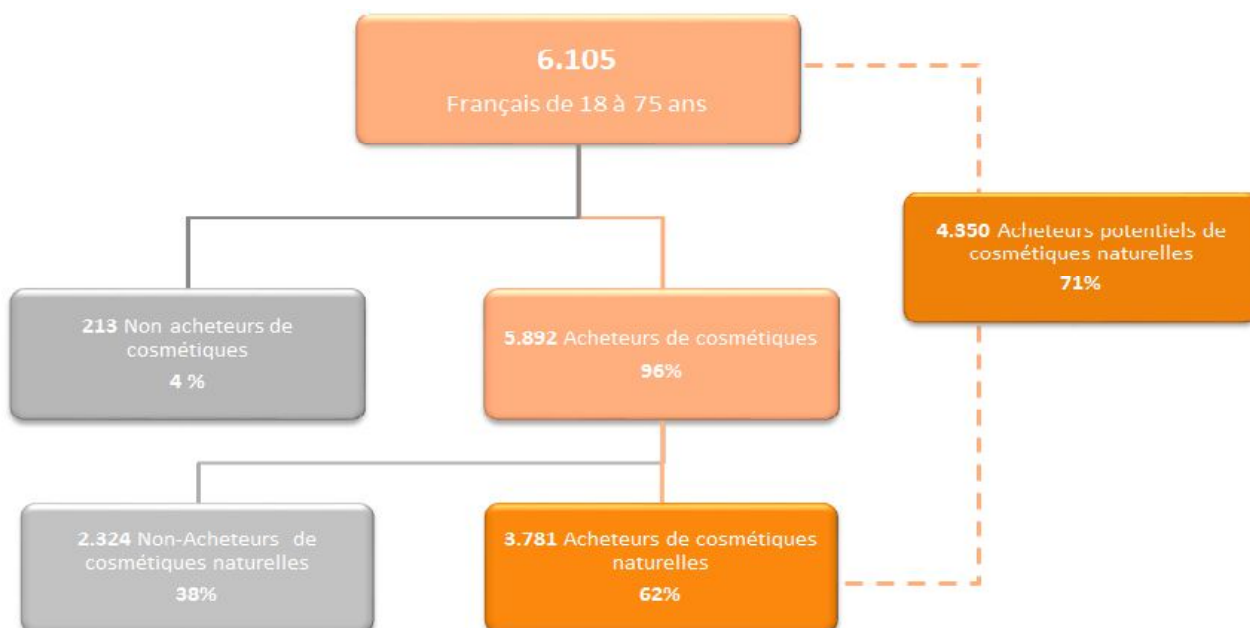 6.105
Français de 18 à 75 ans
4.350 Acheteurs potentiels de
cosmétiques naturelles
71%
213 Non acheteurs de
cosmétiques
4 %
5.892 Acheteurs de cosmétiques
96%
2.324 Non-Acheteurs de
cosmétiques naturelles
38%
3.781 Acheteurs de cosmétiques
naturelles
62%